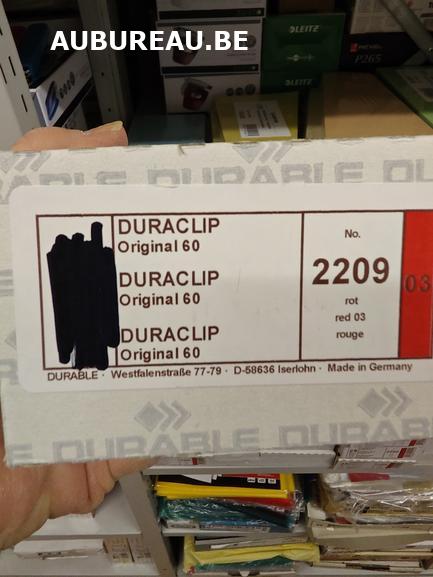 AUBUREAU.BE
LEITZ
P265
DURABLE
DURACLIP
Original 60
DURACLIP
Original 60
DURACLIP
Original 60
No.
2209
rot
red 03
rouge
03
DURABLE · Westfalenstraße 77-79 · D-58636 Iserlohn · Made in Germany
DURABLE